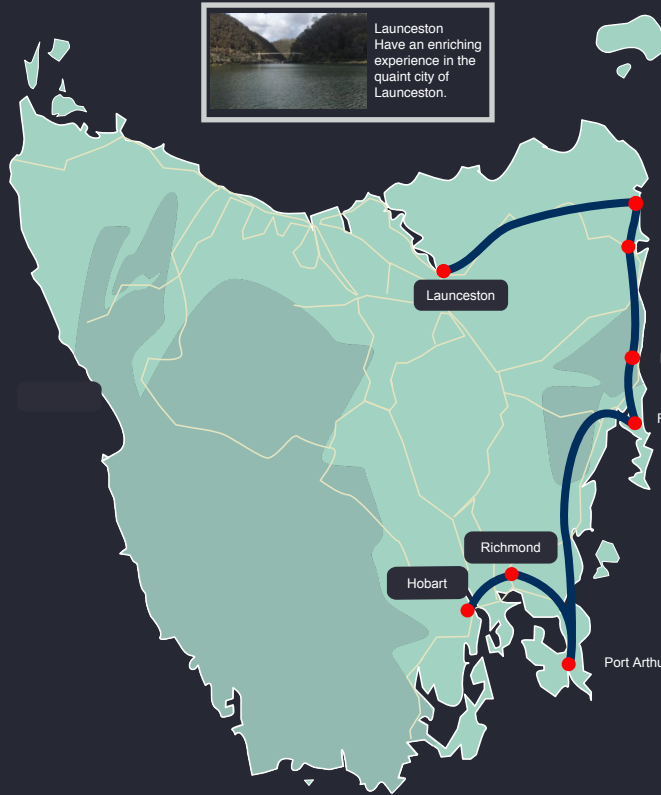 Launceston
Have an enriching
experience in the
quaint city of
Launceston.
Launceston
F
Richmond
Hobart
Port Arthu